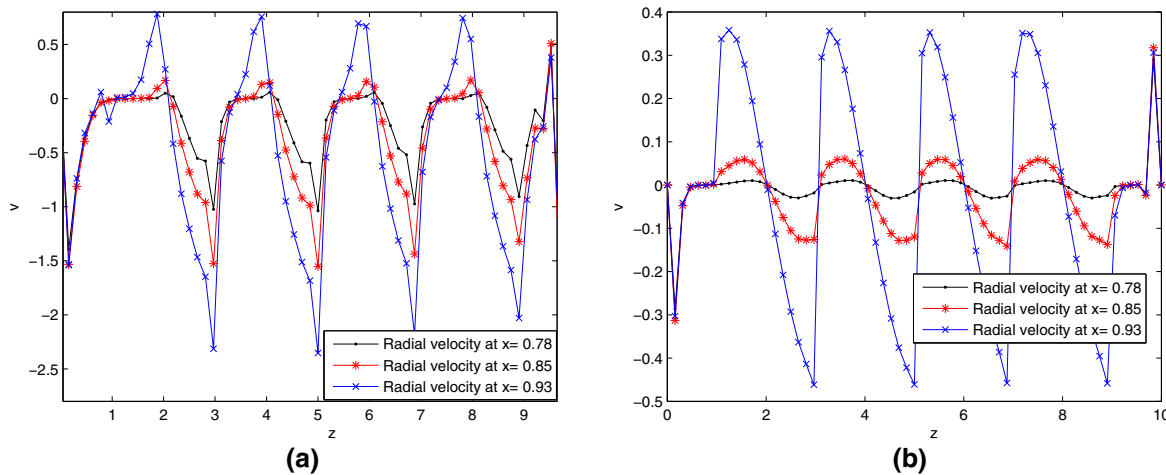 0.5
0
-0.5
-1
-1.5
-2
-2.5
v
1 2 3 4 5 6 7 8 9
z
Radial velocity at x= 0.78
Radial velocity at x= 0.85
Radial velocity at x= 0.93
(a)
0.4
0.3
0.2
0.1
0
-0.1
-0.2
-0.3
-0.4
-0.5
v
0 2 4 6 8 10
z
Radial velocity at x= 0.78
Radial velocity at x= 0.85
Radial velocity at x= 0.93
(b)